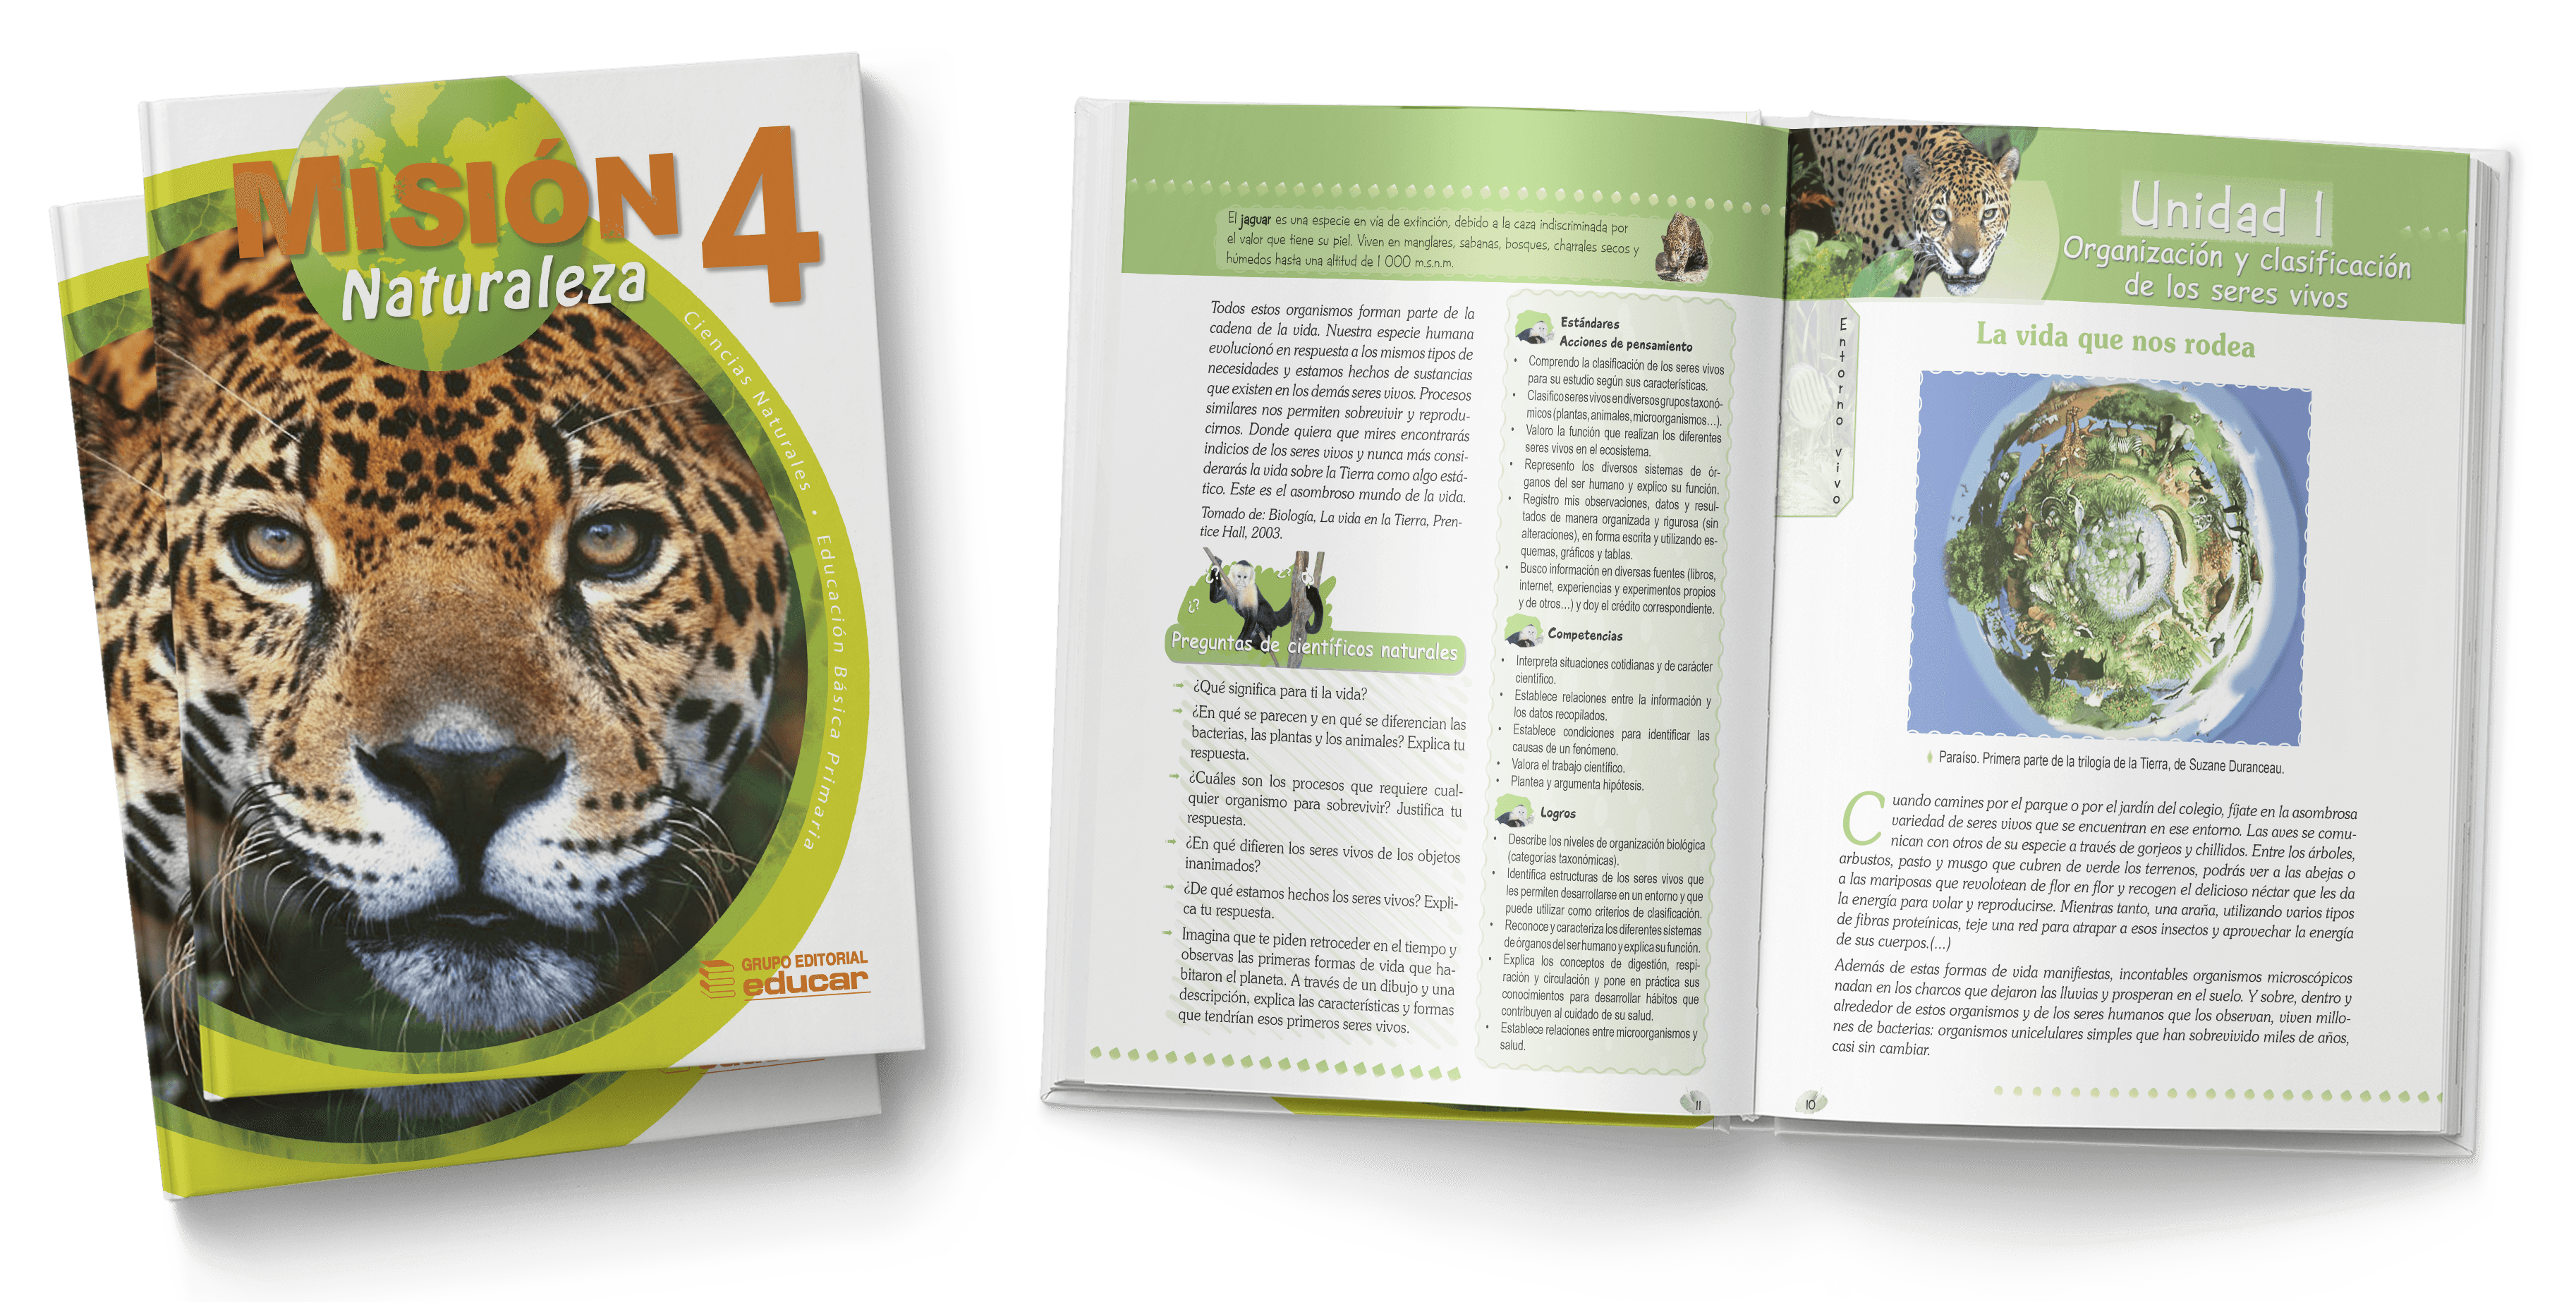 MISIÓN
4
Naturaleza
Ciencias Naturales • Educación Básica Primaria
GRUPO EDITORIAL
educar
El jaguar es una especie en vía de extinción, debido a la caza indiscriminada por
el valor que tiene su piel. Viven en manglares, sabanas, bosques, charrales secos y
húmedos hasta una altitud de 1 000 m.s.n.m.
Todos estos organismos forman parte de la
cadena de la vida. Nuestra especie humana
evolucionó en respuesta a los mismos tipos de
necesidades y estamos hechos de sustancias
que existen en los demás seres vivos. Procesos
similares nos permiten sobrevivir y reprodu-
cirnos. Donde quiera que mires encontrarás
indicios de los seres vivos y nunca más consi-
derarás la vida sobre la Tierra como algo está-
tico. Este es el asombroso mundo de la vida.
Tomado de: Biología, La vida en la Tierra, Pren-
tice Hall, 2003.
¿?
¿?
¿?
Preguntas de científicos naturales
¿Qué significa para ti la vida?
¿En qué se parecen y en qué se diferencian las
bacterias, las plantas y los animales? Explica tu
respuesta.
¿Cuáles son los procesos que requiere cual-
quier organismo para sobrevivir? Justifica tu
respuesta.
¿En qué difieren los seres vivos de los objetos
inanimados?
¿De qué estamos hechos los seres vivos? Expli-
ca tu respuesta.
Imagina que te piden retroceder en el tiempo y
observas las primeras formas de vida que ha-
bitaron el planeta. A través de un dibujo y una
descripción, explica las características y formas
que tendrían esos primeros seres vivos.
Estándares
Acciones de pensamiento
• Comprendo la clasificación de los seres vivos
para su estudio según sus características.
• Clasifico seres vivos en diversos grupos taxonó-
micos (plantas, animales, microorganismos...).
• Valoro la función que realizan los diferentes
seres vivos en el ecosistema.
• Represento los diversos sistemas de ór-
ganos del ser humano y explico su función.
• Registro mis observaciones, datos y resul-
tados de manera organizada y rigurosa (sin
alteraciones), en forma escrita y utilizando es-
quemas, gráficos y tablas.
• Busco información en diversas fuentes (libros,
internet, experiencias y experimentos propios
y de otros...) y doy el crédito correspondiente.
Competencias
• Interpreta situaciones cotidianas y de carácter
científico.
• Establece relaciones entre la información y
los datos recopilados.
• Establece condiciones para identificar las
causas de un fenómeno.
• Valora el trabajo científico.
• Plantea y argumenta hipótesis.
Logros
• Describe los niveles de organización biológica
(categorías taxonómicas).
• Identifica estructuras de los seres vivos que
les permiten desarrollarse en un entorno y que
puede utilizar como criterios de clasificación.
• Reconoce y caracteriza los diferentes sistemas
de órganos del ser humano y explica su función.
• Explica los conceptos de digestión, respi-
ración y circulación y pone en práctica sus
conocimientos para desarrollar hábitos que
contribuyen al cuidado de su salud.
• Establece relaciones entre microorganismos y
salud.
11
Unidad 1
Organización y clasificación
de los seres vivos
Entorno vivo
La vida que nos rodea
Paraíso. Primera parte de la trilogía de la Tierra, de Suzane Duranceau.
Cuando camines por el parque o por el jardín del colegio, fíjate en la asombrosa
variedad de seres vivos que se encuentran en ese entorno. Las aves se comu-
nican con otros de su especie a través de gorjeos y chillidos. Entre los árboles,
arbustos, pasto y musgo que cubren de verde los terrenos, podrás ver a las abejas o
a las mariposas que revolotean de flor en flor y recogen el delicioso néctar que les da
la energía para volar y reproducirse. Mientras tanto, una araña, utilizando varios tipos
de fibras proteínicas, teje una red para atrapar a esos insectos y aprovechar la energía
de sus cuerpos.(...)
Además de estas formas de vida manifiestas, incontables organismos microscópicos
nadan en los charcos que dejaron las lluvias y prosperan en el suelo. Y sobre, dentro y
alrededor de estos organismos y de los seres humanos que los observan, viven millo-
nes de bacterias: organismos unicelulares simples que han sobrevivido miles de años,
casi sin cambiar.
10